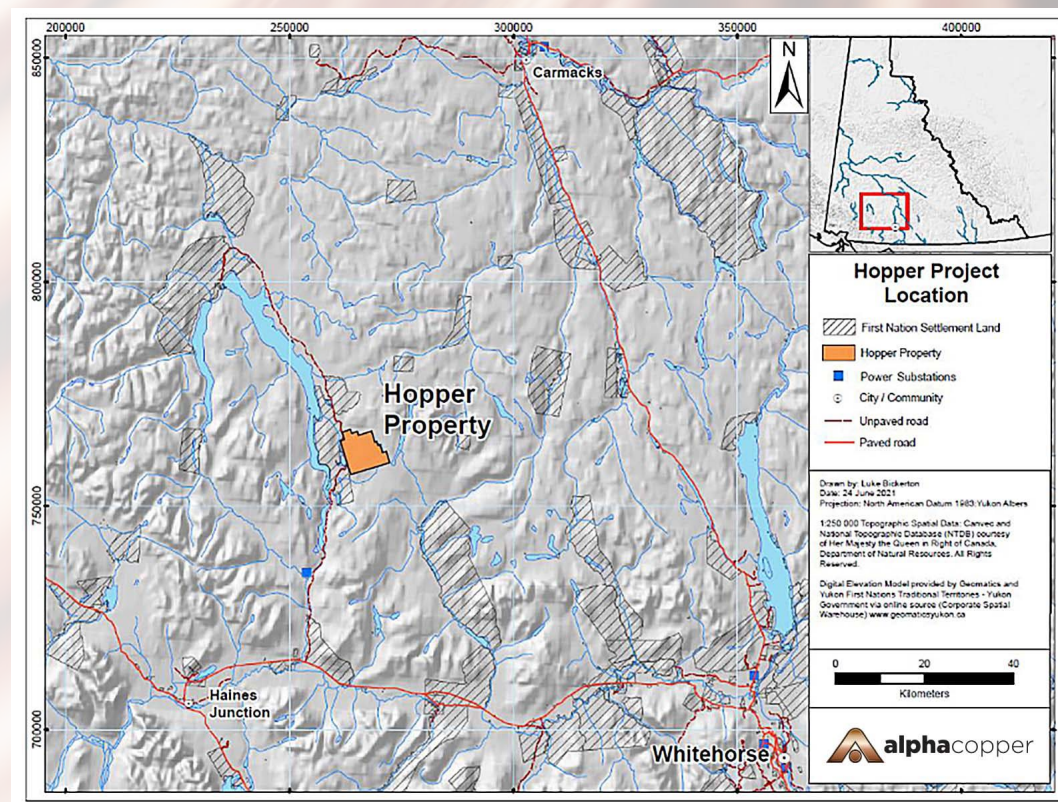 200000
250000
300000
350000
400000
850000
800000
750000
700000
Carmacks
N
Hopper
Property
Haines
Junction
Whitehorse
Hopper Project
Location
First Nation Settlement Land
Hopper Property
Power Substations
City / Community
Unpaved road
Paved road
Drawn by: Luke Bickerton
Date: 24 June 2021
Projection: North American Datum 1983:Yukon Albers
1:250 000 Topographic Spatial Data: Canvec and
National Topographic Database (NTDB) courtesy
of Her Majesty the Queen in Right of Canada,
Department of Natural Resources. All Rights
Reserved.
Digital Elevation Model provided by Geomatics and
Yukon First Nations Traditional Territories - Yukon
Government via online source (Corporate Spatial
Warehouse) www.geomaticsyukon.ca
0 20 40
Kilometers
alphacopper